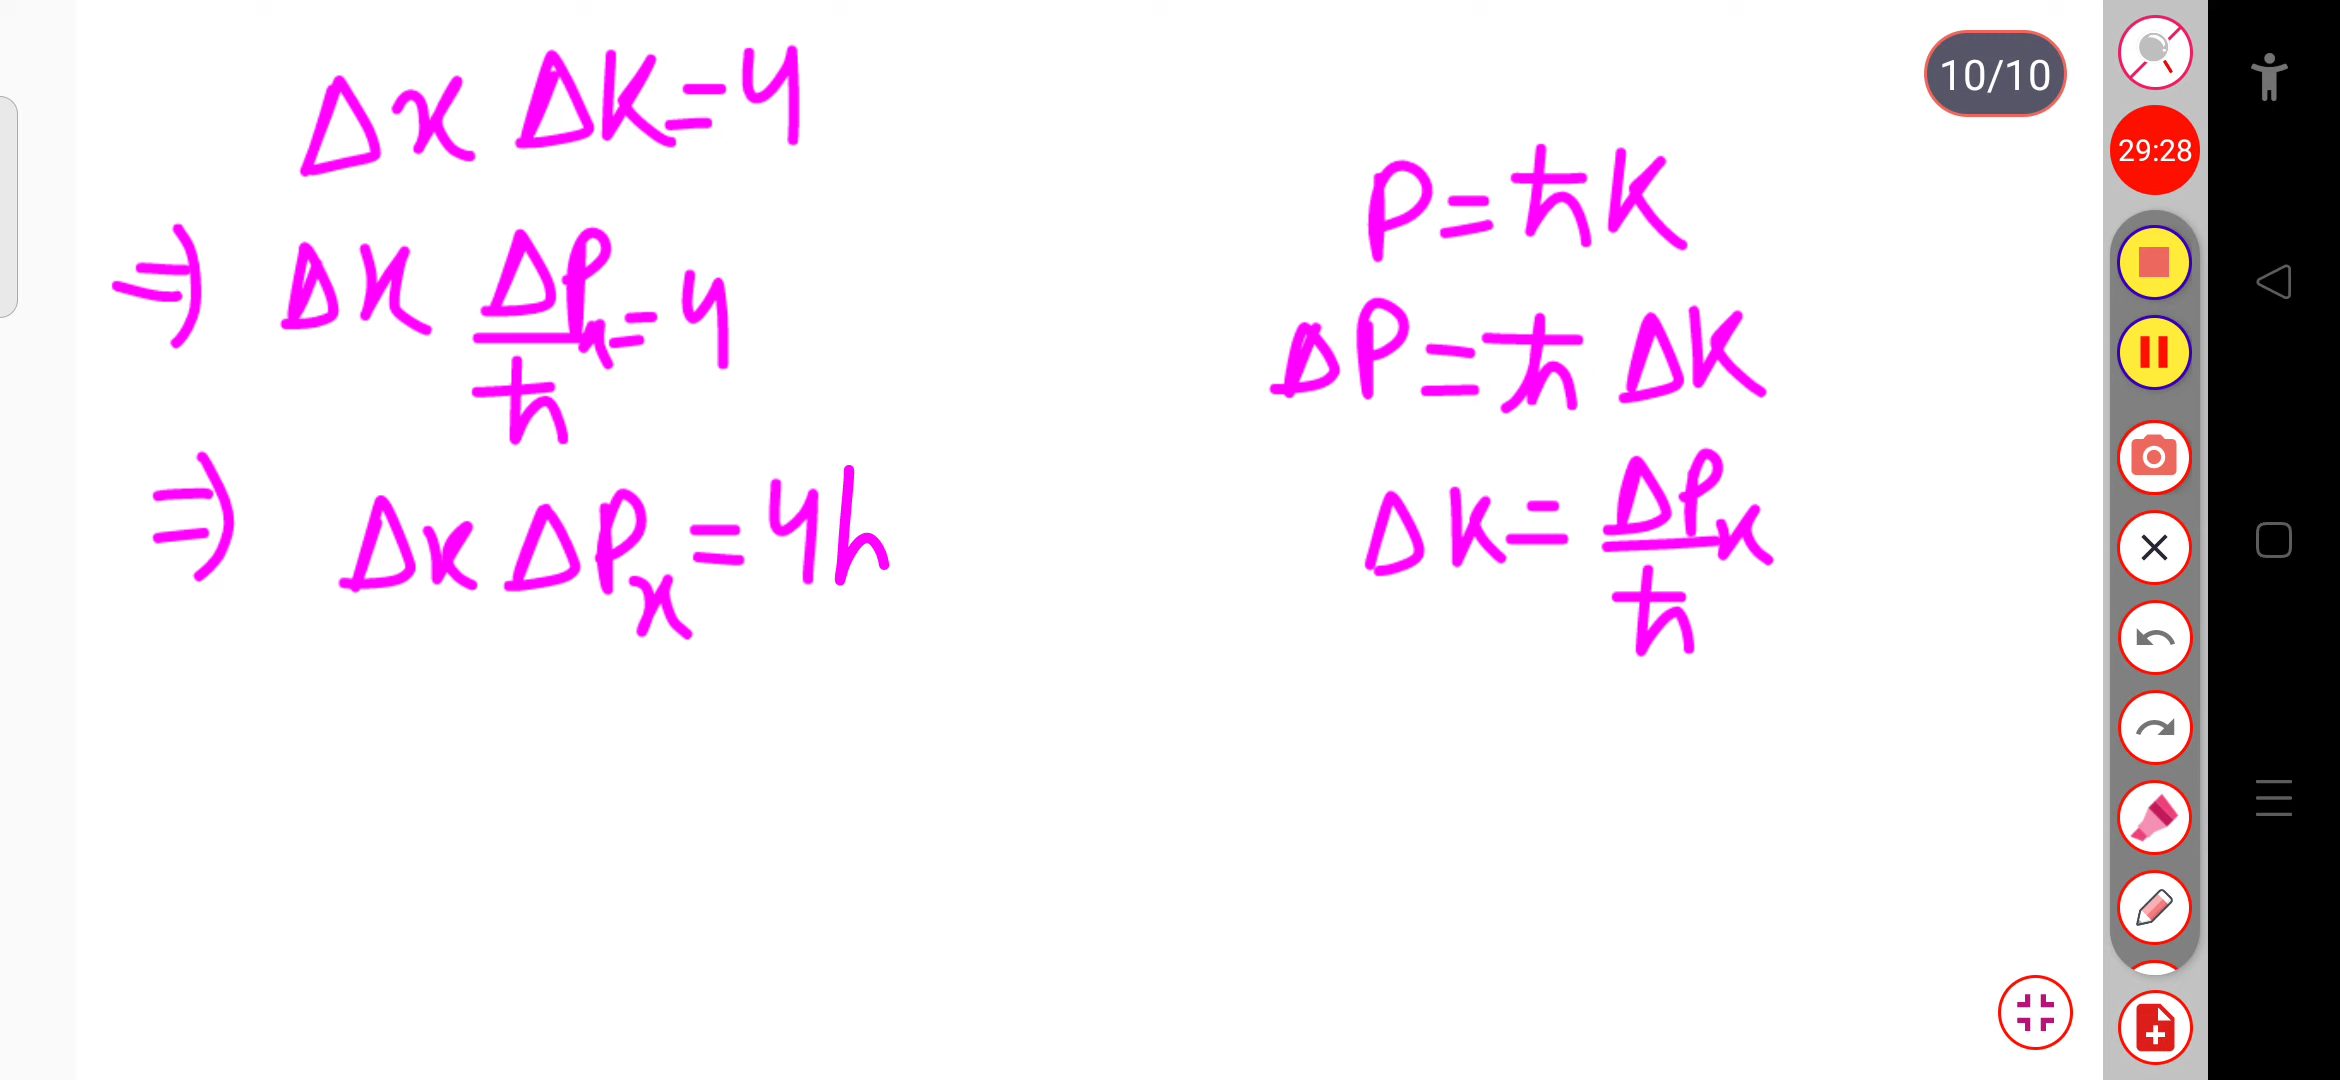 Δx ΔK=4
⇒ Δx ΔPx/ħ=4
⇒ Δx ΔPx=4h
10/10
P=ħK
ΔP=ħ ΔK
ΔK=ΔPx/ħ
29:28